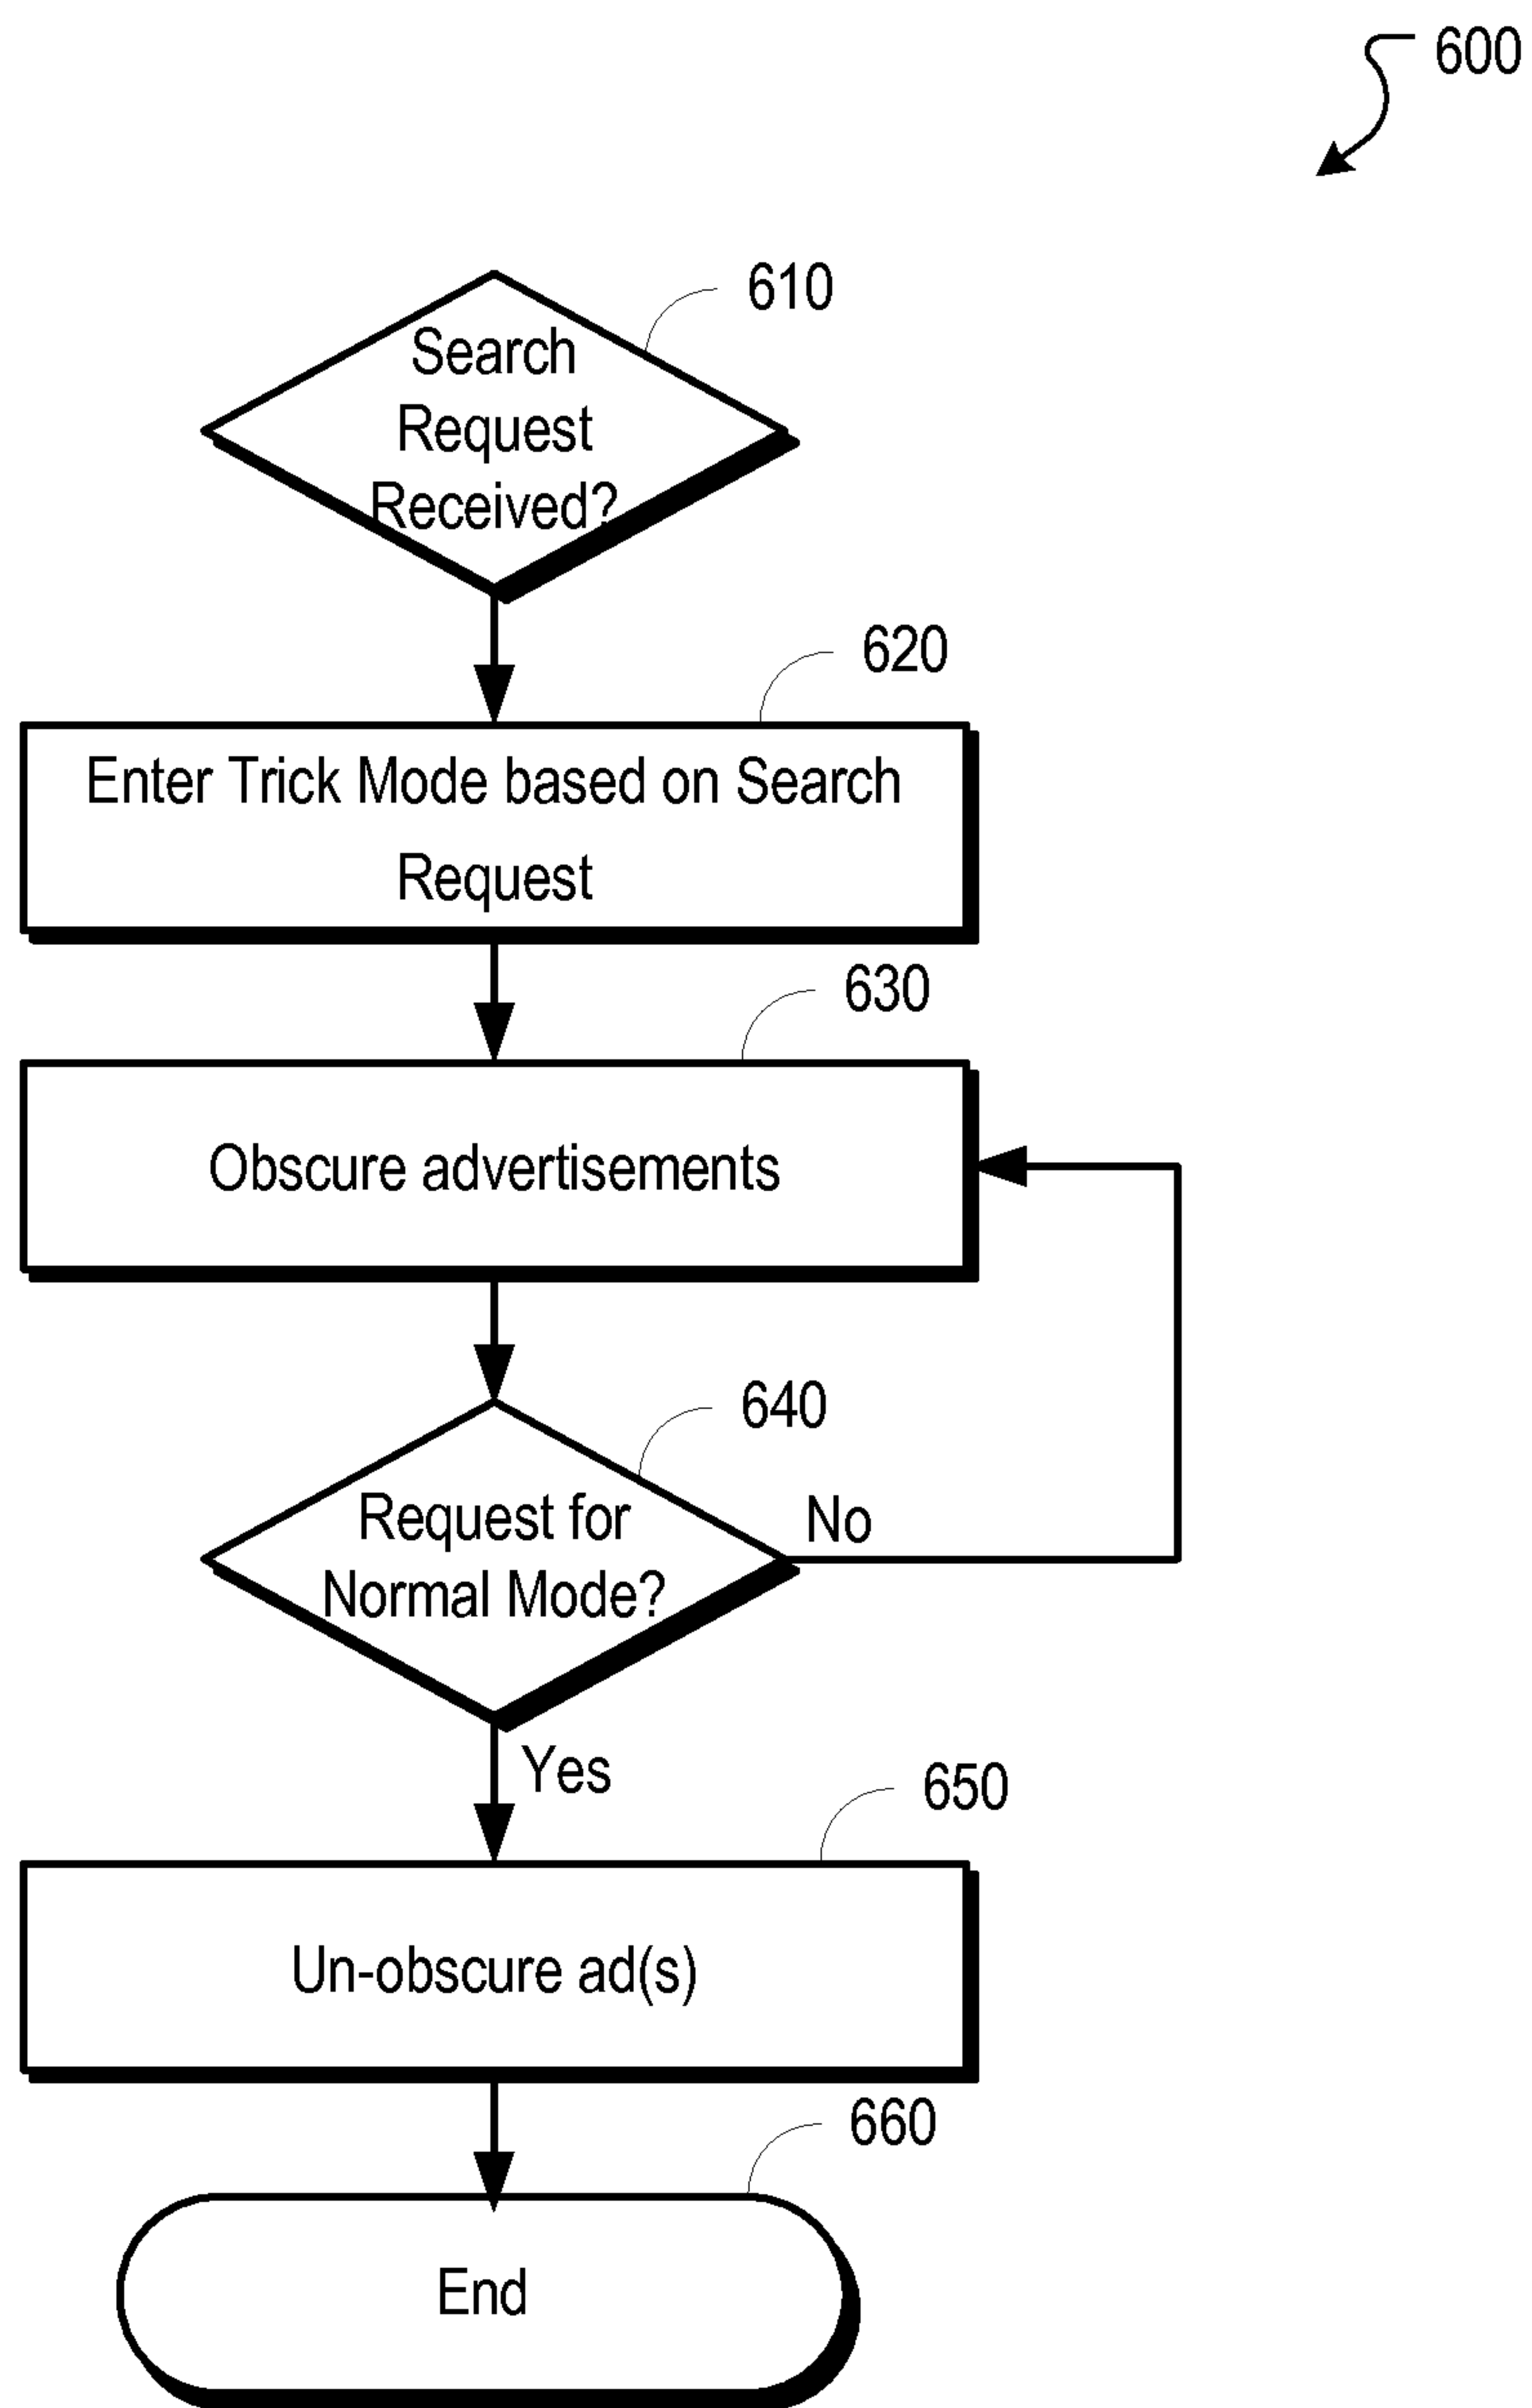 600
610
Search
Request
Received?
620
Enter Trick Mode based on Search
Request
630
Obscure advertisements
640
Request for
Normal Mode?
No
Yes
650
Un-obscure ad(s)
660
End